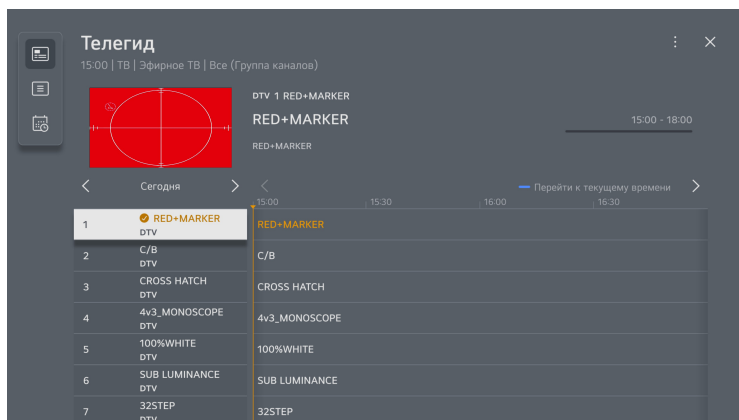 Телегид
15:00 | ТВ | Эфирное ТВ | Все (Группа каналов)
DTV 1 RED+MARKER
RED+MARKER
15:00 - 18:00
RED+MARKER
Сегодня
Перейти к текущему времени
15:00 15:30 16:00 16:30
1 RED+MARKER
DTV
RED+MARKER
2 C/B
DTV
C/B
3 CROSS HATCH
DTV
CROSS HATCH
4 4v3_MONOSCOPE
DTV
4v3_MONOSCOPE
5 100%WHITE
DTV
100%WHITE
6 SUB LUMINANCE
DTV
SUB LUMINANCE
7 32STEP
DTV
32STEP